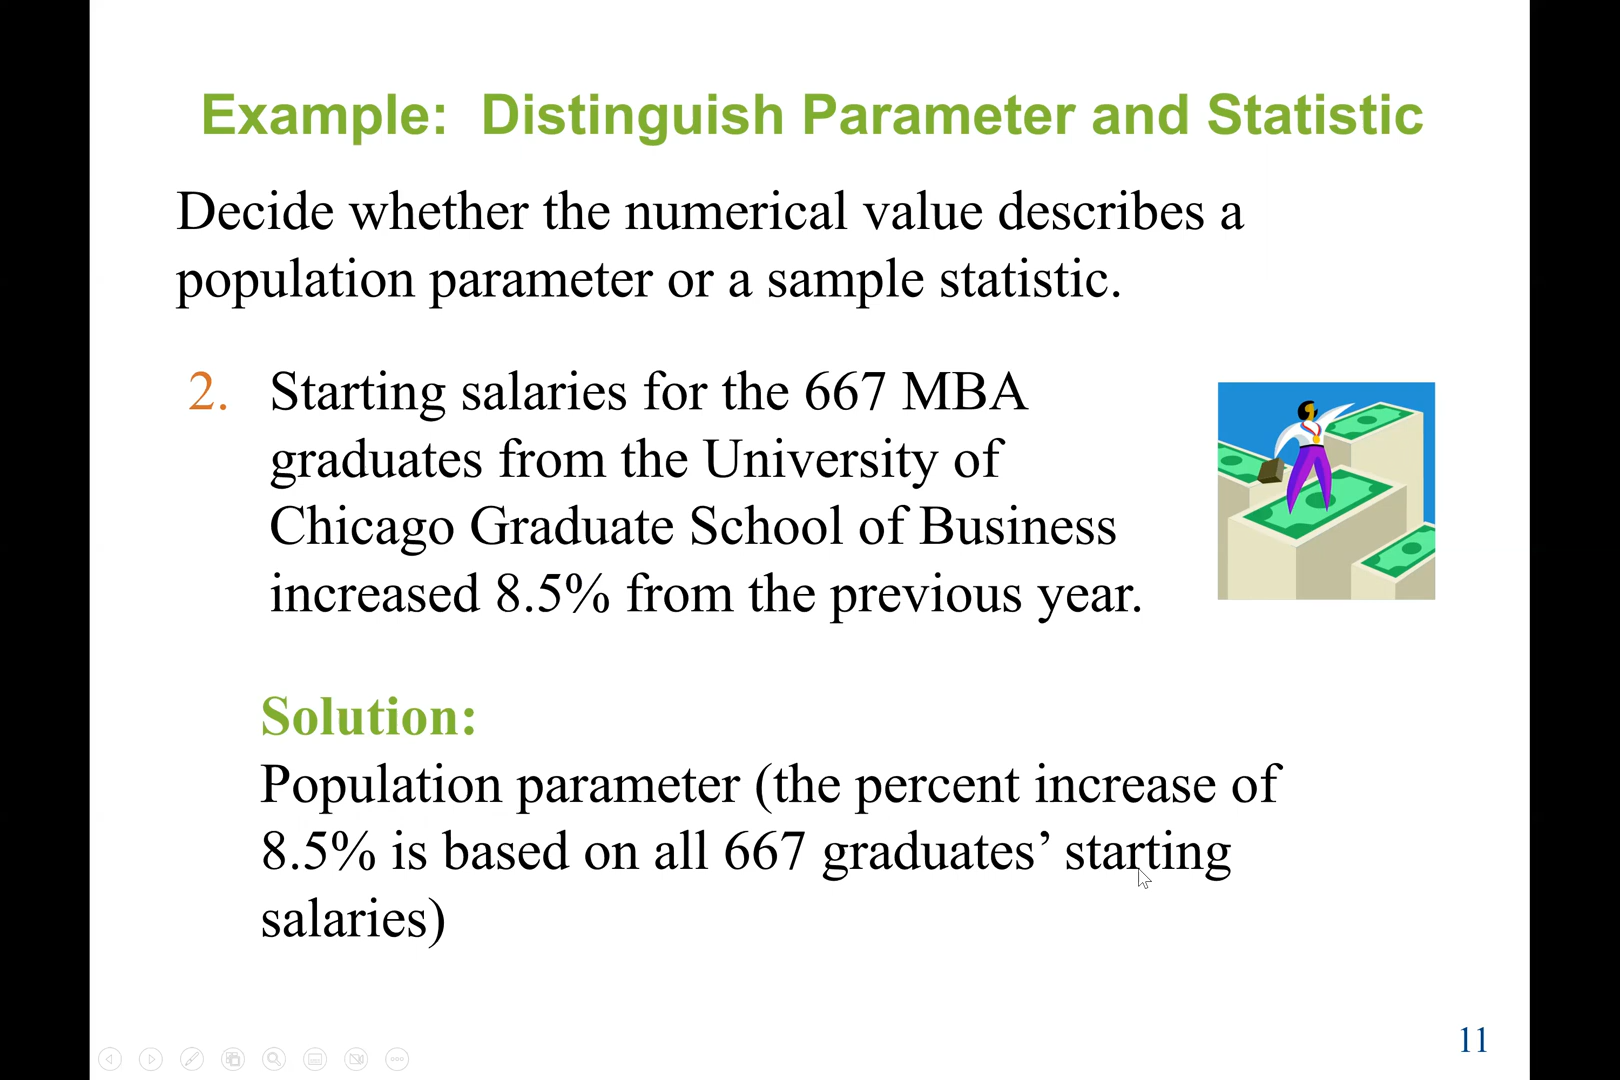 Example: Distinguish Parameter and Statistic
Decide whether the numerical value describes a
population parameter or a sample statistic.
2. Starting salaries for the 667 MBA
graduates from the University of
Chicago Graduate School of Business
increased 8.5% from the previous year.
Solution:
Population parameter (the percent increase of
8.5% is based on all 667 graduates’ starting
salaries)
11